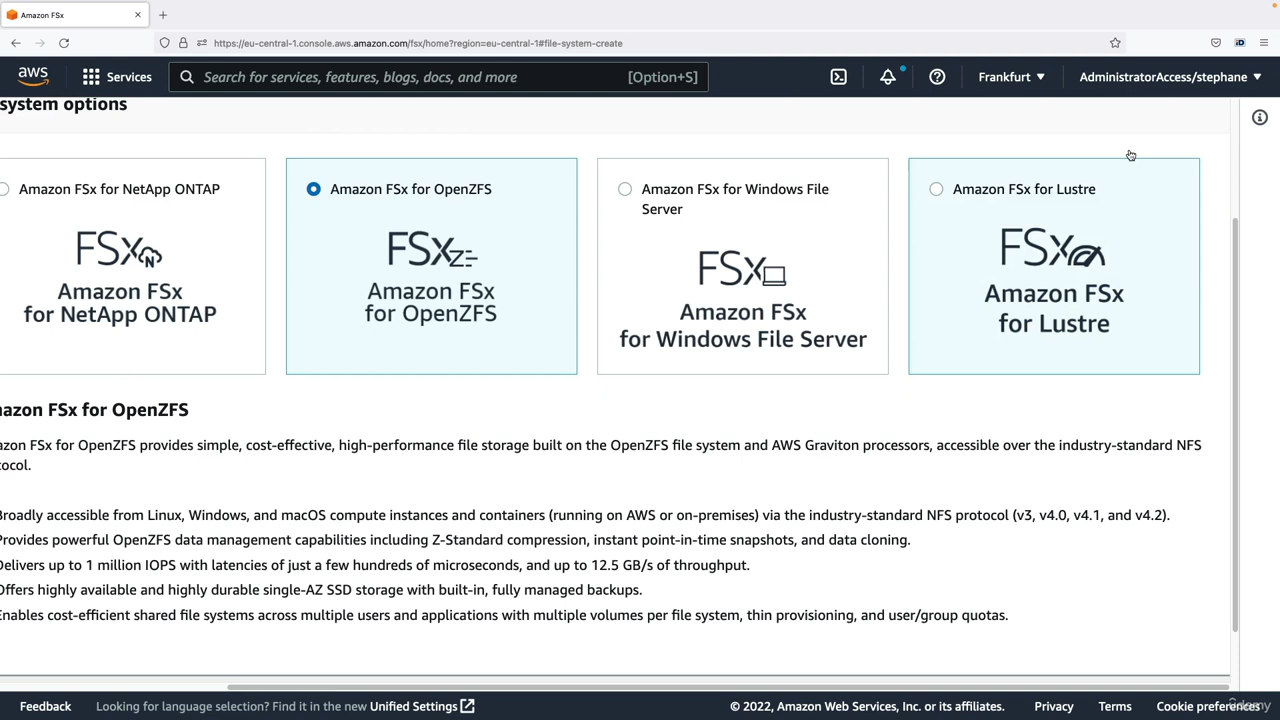 Amazon FSx
https://eu-central-1.console.aws.amazon.com/fsx/home?region=eu-central-1#file-system-create
aws
Services
Search for services, features, blogs, docs, and more
[Option+S]
Frankfurt
AdministratorAccess/stephane
system options
Amazon FSx for NetApp ONTAP
FSx N
Amazon FSx
for NetApp ONTAP
Amazon FSx for OpenZFS
FSx Z
Amazon FSx
for OpenZFS
Amazon FSx for Windows File
Server
FSx
Amazon FSx
for Windows File Server
Amazon FSx for Lustre
FSx
Amazon FSx
for Lustre
azon FSx for OpenZFS
azon FSx for OpenZFS provides simple, cost-effective, high-performance file storage built on the OpenZFS file system and AWS Graviton processors, accessible over the industry-standard NFS
tocol.
Broadly accessible from Linux, Windows, and macOS compute instances and containers (running on AWS or on-premises) via the industry-standard NFS protocol (v3, v4.0, v4.1, and v4.2).
Provides powerful OpenZFS data management capabilities including Z-Standard compression, instant point-in-time snapshots, and data cloning.
Delivers up to 1 million IOPS with latencies of just a few hundreds of microseconds, and up to 12.5 GB/s of throughput.
Offers highly available and highly durable single-AZ SSD storage with built-in, fully managed backups.
Enables cost-efficient shared file systems across multiple users and applications with multiple volumes per file system, thin provisioning, and user/group quotas.
Feedback
Looking for language selection? Find it in the new Unified Settings
© 2022, Amazon Web Services, Inc. or its affiliates.
Privacy
Terms
Cookie preferences
Udemy